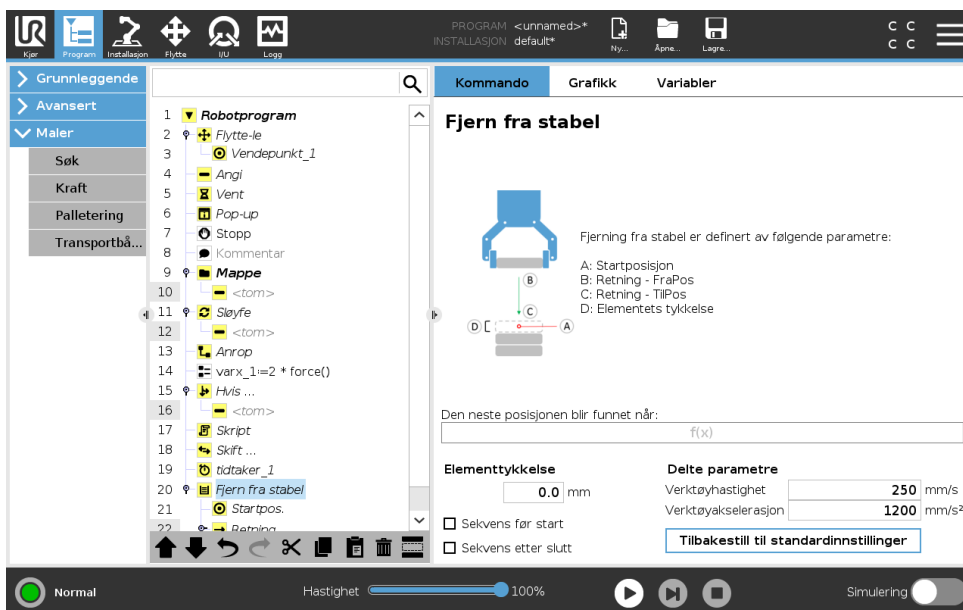 PROGRAM <unnamed>*
INSTALLASJON default*
UR
Kjør
Program
Installasjon
Flytte
I/U
Logg
Ny...
Åpne...
Lagre...
C C
C C
Grunnleggende
Avansert
Maler
Søk
Kraft
Palletering
Transportbå...
1 Robotprogram
2 Flytte-le
3 Vendepunkt_1
4 Angi
5 Vent
6 Pop-up
7 Stopp
8 Kommentar
9 Mappe
10 <tom>
11 Sløyfe
12 <tom>
13 Anrop
14 varx_1:=2 * force()
15 Hvis ...
16 <tom>
17 Skript
18 Skift ...
19 tidtaker_1
20 Fjern fra stabel
21 Startpos.
22 Retning
Kommando
Grafikk
Variabler
Fjern fra stabel
B
C
D
A
Fjerning fra stabel er definert av følgende parametre:
A: Startposisjon
B: Retning - FraPos
C: Retning - TilPos
D: Elementets tykkelse
Den neste posisjonen blir funnet når:
f(x)
Elementtykkelse
0.0 mm
Sekvens før start
Sekvens etter slutt
Delte parametre
Verktøyhastighet 250 mm/s
Verktøyakselerasjon 1200 mm/s²
Tilbakestill til standardinnstillinger
Normal
Hastighet
100%
Simulering